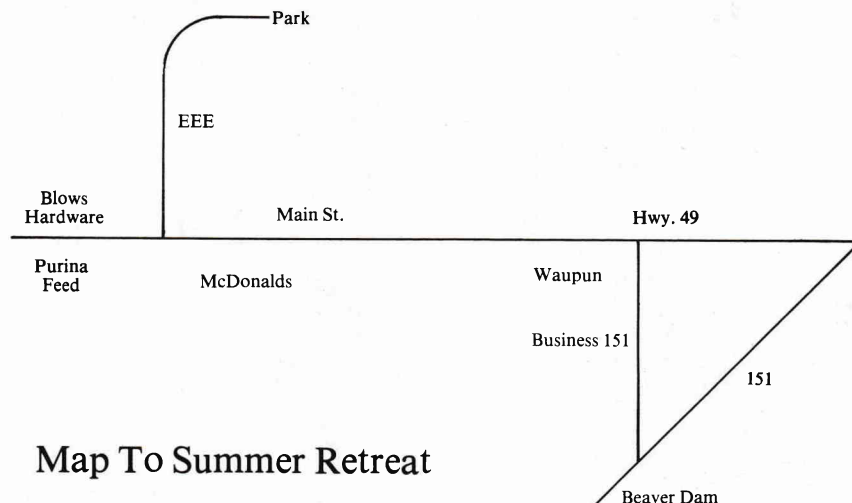 Park
EEE
Blows
Hardware
Main St.
Hwy. 49
Purina
Feed
McDonalds
Waupun
Business 151
151
Map To Summer Retreat
Beaver Dam